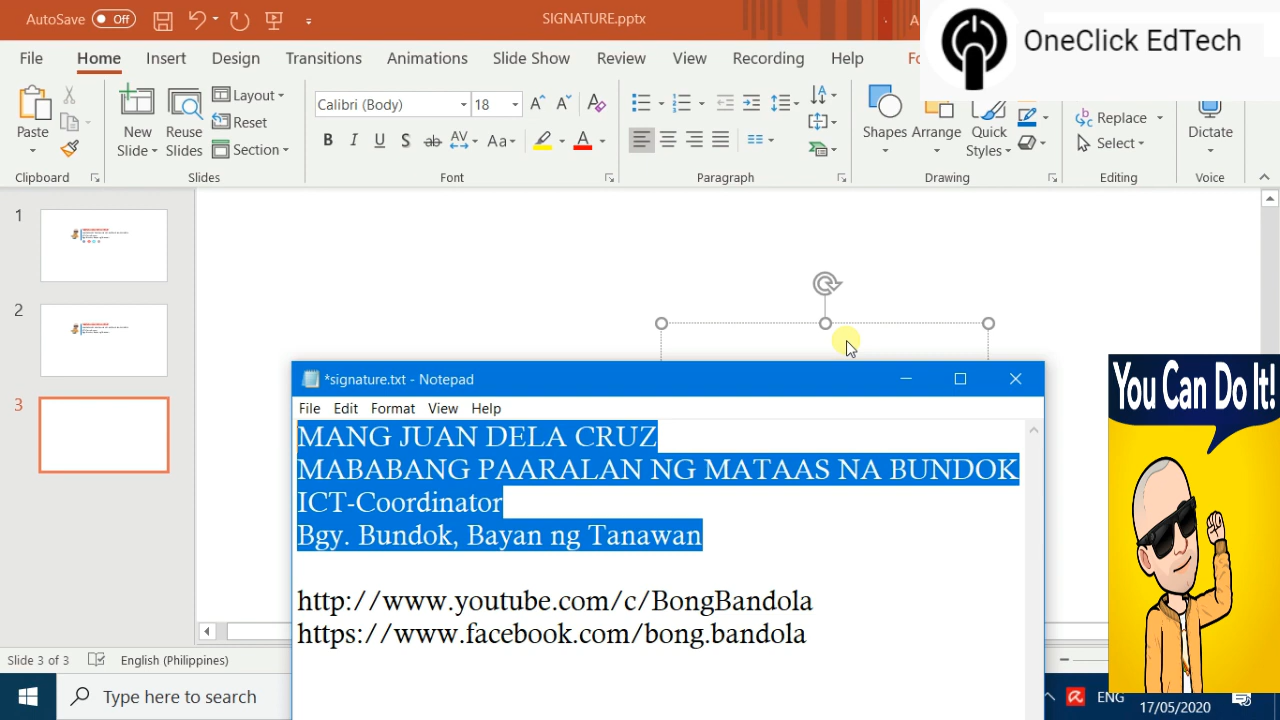 AutoSave Off
SIGNATURE.pptx
OneClick EdTech
File Home Insert Design Transitions Animations Slide Show Review View Recording Help
Paste
New Slide
Reuse Slides
Layout
Reset
Section
Calibri (Body) 18
Shapes
Arrange
Quick Styles
Replace
Select
Dictate
Clipboard Slides Font Paragraph Drawing Editing Voice
1
2
3
*signature.txt - Notepad
File Edit Format View Help
MANG JUAN DELA CRUZ
MABABANG PAARALAN NG MATAAS NA BUNDOK
ICT-Coordinator
Bgy. Bundok, Bayan ng Tanawan
http://www.youtube.com/c/BongBandola
https://www.facebook.com/bong.bandola
You Can Do It!
Slide 3 of 3 English (Philippines)
Type here to search
ENG
17/05/2020